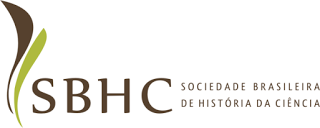 SBHC
SOCIEDADE BRASILEIRA
DE HISTÓRIA DA CIÊNCIA